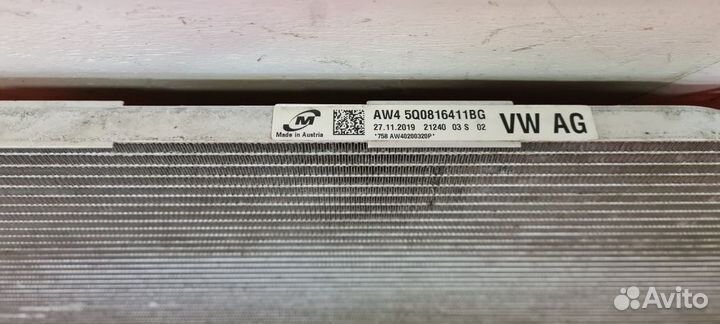 AW4 5Q0816411BG
27.11.2019 21240 03 S 02
*758 AW40200320P*
VW AG
M
Made in Austria
Avito